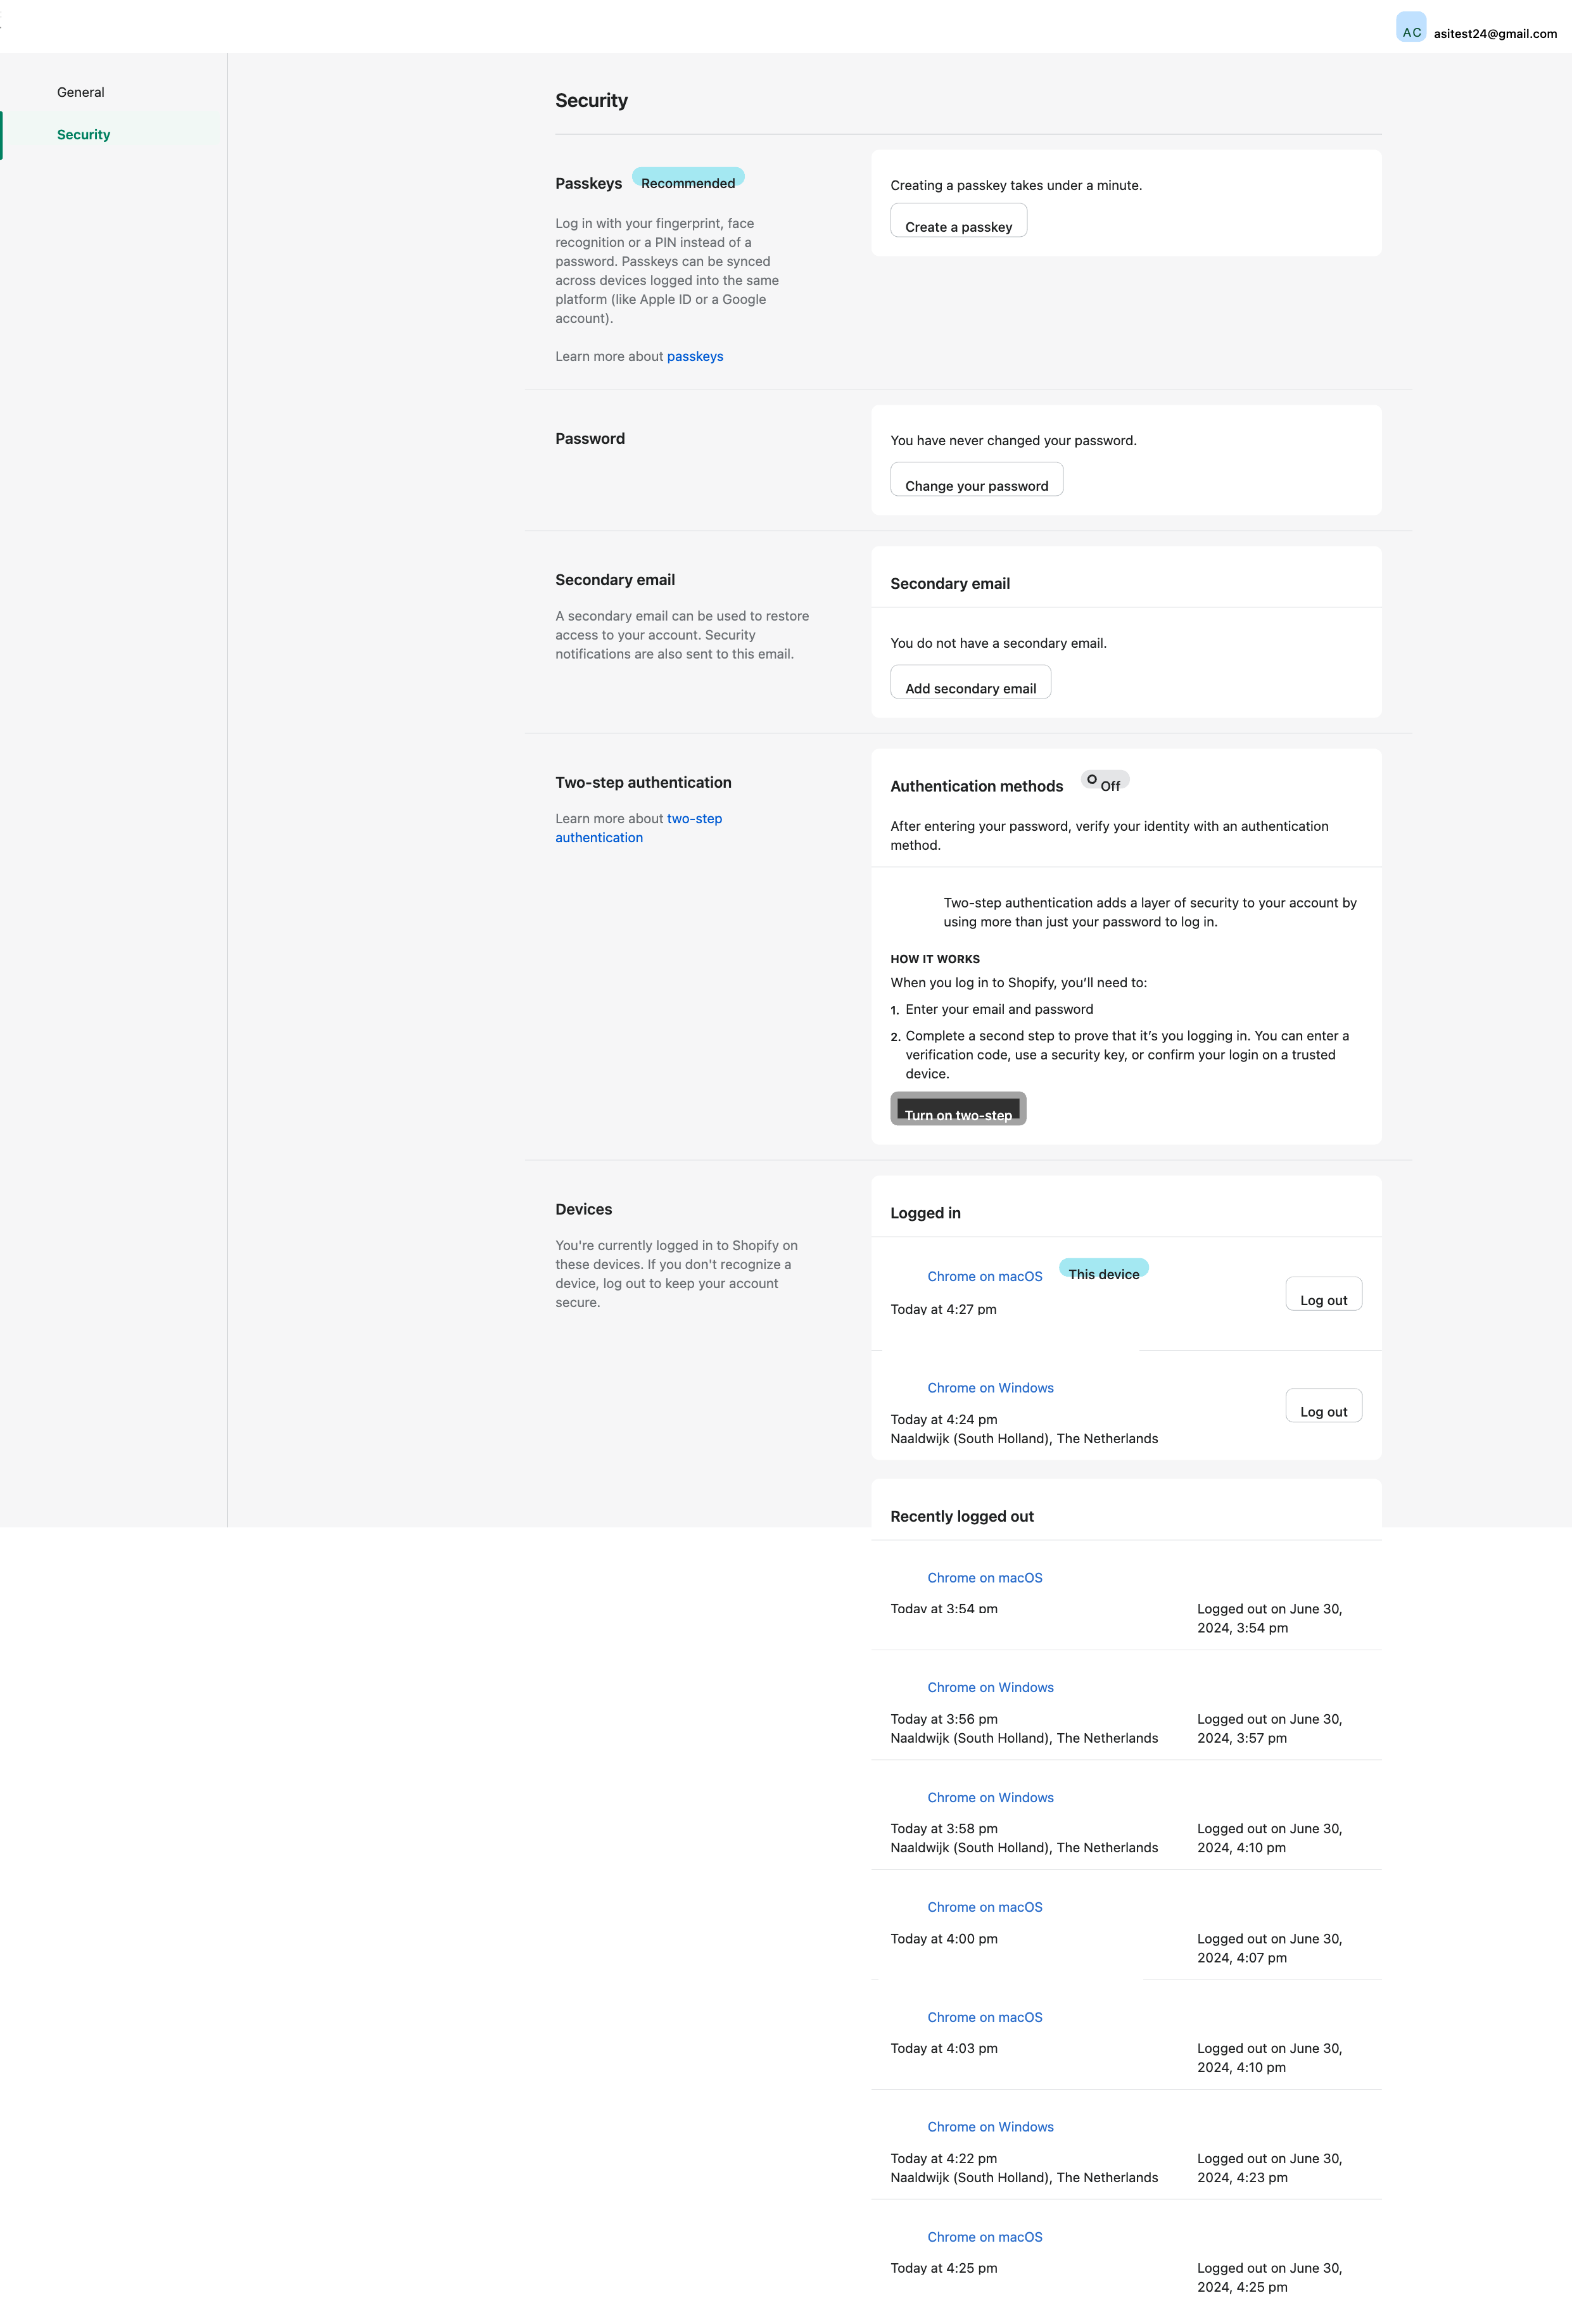 AC asitest24@gmail.com
General
Security
Security
Passkeys Recommended
Log in with your fingerprint, face
recognition or a PIN instead of a
password. Passkeys can be synced
across devices logged into the same
platform (like Apple ID or a Google
account).
Learn more about passkeys
Creating a passkey takes under a minute.
Create a passkey
Password
You have never changed your password.
Change your password
Secondary email
A secondary email can be used to restore
access to your account. Security
notifications are also sent to this email.
Secondary email
You do not have a secondary email.
Add secondary email
Two-step authentication
Learn more about two-step
authentication
Authentication methods Off
After entering your password, verify your identity with an authentication
method.
Two-step authentication adds a layer of security to your account by
using more than just your password to log in.
HOW IT WORKS
When you log in to Shopify, you’ll need to:
1. Enter your email and password
2. Complete a second step to prove that it’s you logging in. You can enter a
verification code, use a security key, or confirm your login on a trusted
device.
Turn on two-step
Devices
You're currently logged in to Shopify on
these devices. If you don't recognize a
device, log out to keep your account
secure.
Logged in
Chrome on macOS This device
Today at 4:27 pm
Log out
Chrome on Windows
Today at 4:24 pm
Naaldwijk (South Holland), The Netherlands
Log out
Recently logged out
Chrome on macOS
Today at 3:54 pm
Logged out on June 30,
2024, 3:54 pm
Chrome on Windows
Today at 3:56 pm
Naaldwijk (South Holland), The Netherlands
Logged out on June 30,
2024, 3:57 pm
Chrome on Windows
Today at 3:58 pm
Naaldwijk (South Holland), The Netherlands
Logged out on June 30,
2024, 4:10 pm
Chrome on macOS
Today at 4:00 pm
Logged out on June 30,
2024, 4:07 pm
Chrome on macOS
Today at 4:03 pm
Logged out on June 30,
2024, 4:10 pm
Chrome on Windows
Today at 4:22 pm
Naaldwijk (South Holland), The Netherlands
Logged out on June 30,
2024, 4:23 pm
Chrome on macOS
Today at 4:25 pm
Logged out on June 30,
2024, 4:25 pm